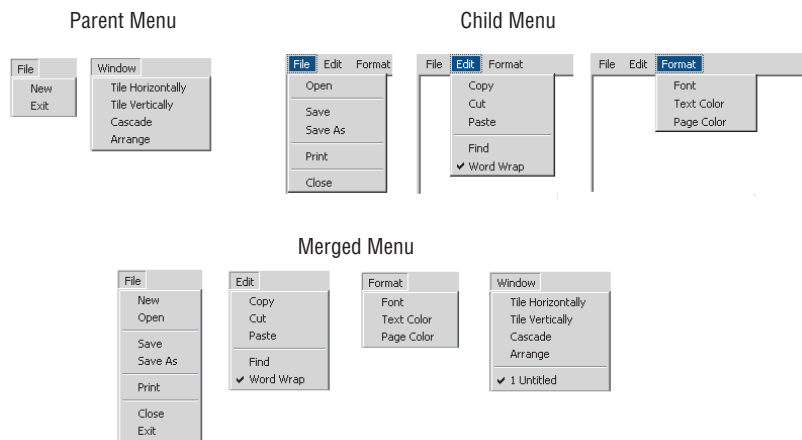 Parent Menu
Child Menu
File
New
Exit
Window
Tile Horizontally
Tile Vertically
Cascade
Arrange
File Edit Format
Open
Save
Save As
Print
Close
File Edit Format
Copy
Cut
Paste
Find
✔ Word Wrap
File Edit Format
Font
Text Color
Page Color
Merged Menu
File
New
Open
Save
Save As
Print
Close
Exit
Edit
Copy
Cut
Paste
Find
✔ Word Wrap
Format
Font
Text Color
Page Color
Window
Tile Horizontally
Tile Vertically
Cascade
Arrange
✔ 1 Untitled